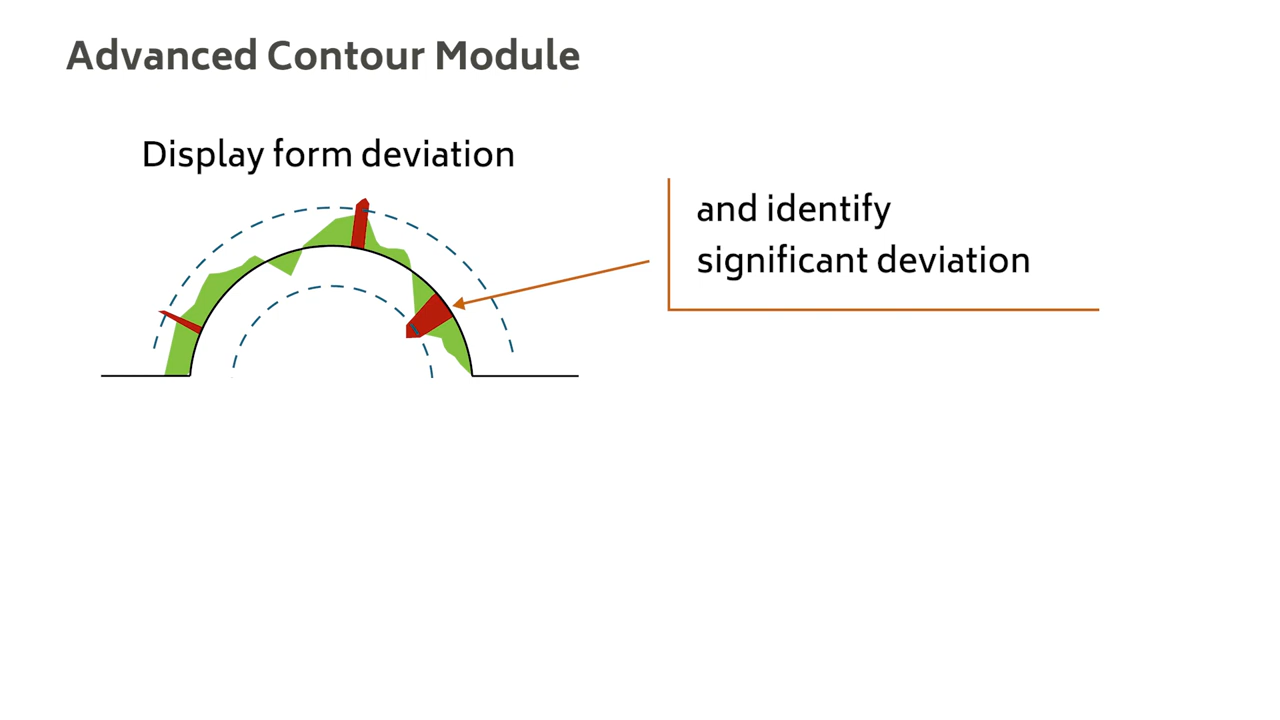 Advanced Contour Module
Display form deviation
and identify
significant deviation